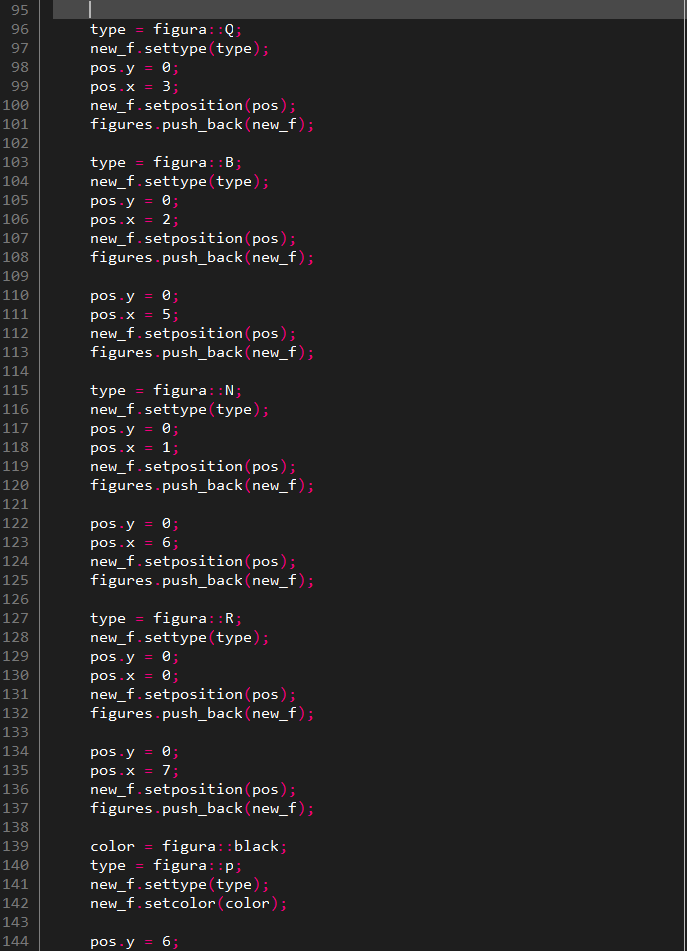 95
96 type = figura::Q;
97 new_f.settype(type);
98 pos.y = 0;
99 pos.x = 3;
100 new_f.setposition(pos);
101 figures.push_back(new_f);
102
103 type = figura::B;
104 new_f.settype(type);
105 pos.y = 0;
106 pos.x = 2;
107 new_f.setposition(pos);
108 figures.push_back(new_f);
109
110 pos.y = 0;
111 pos.x = 5;
112 new_f.setposition(pos);
113 figures.push_back(new_f);
114
115 type = figura::N;
116 new_f.settype(type);
117 pos.y = 0;
118 pos.x = 1;
119 new_f.setposition(pos);
120 figures.push_back(new_f);
121
122 pos.y = 0;
123 pos.x = 6;
124 new_f.setposition(pos);
125 figures.push_back(new_f);
126
127 type = figura::R;
128 new_f.settype(type);
129 pos.y = 0;
130 pos.x = 0;
131 new_f.setposition(pos);
132 figures.push_back(new_f);
133
134 pos.y = 0;
135 pos.x = 7;
136 new_f.setposition(pos);
137 figures.push_back(new_f);
138
139 color = figura::black;
140 type = figura::p;
141 new_f.settype(type);
142 new_f.setcolor(color);
143
144 pos.y = 6;